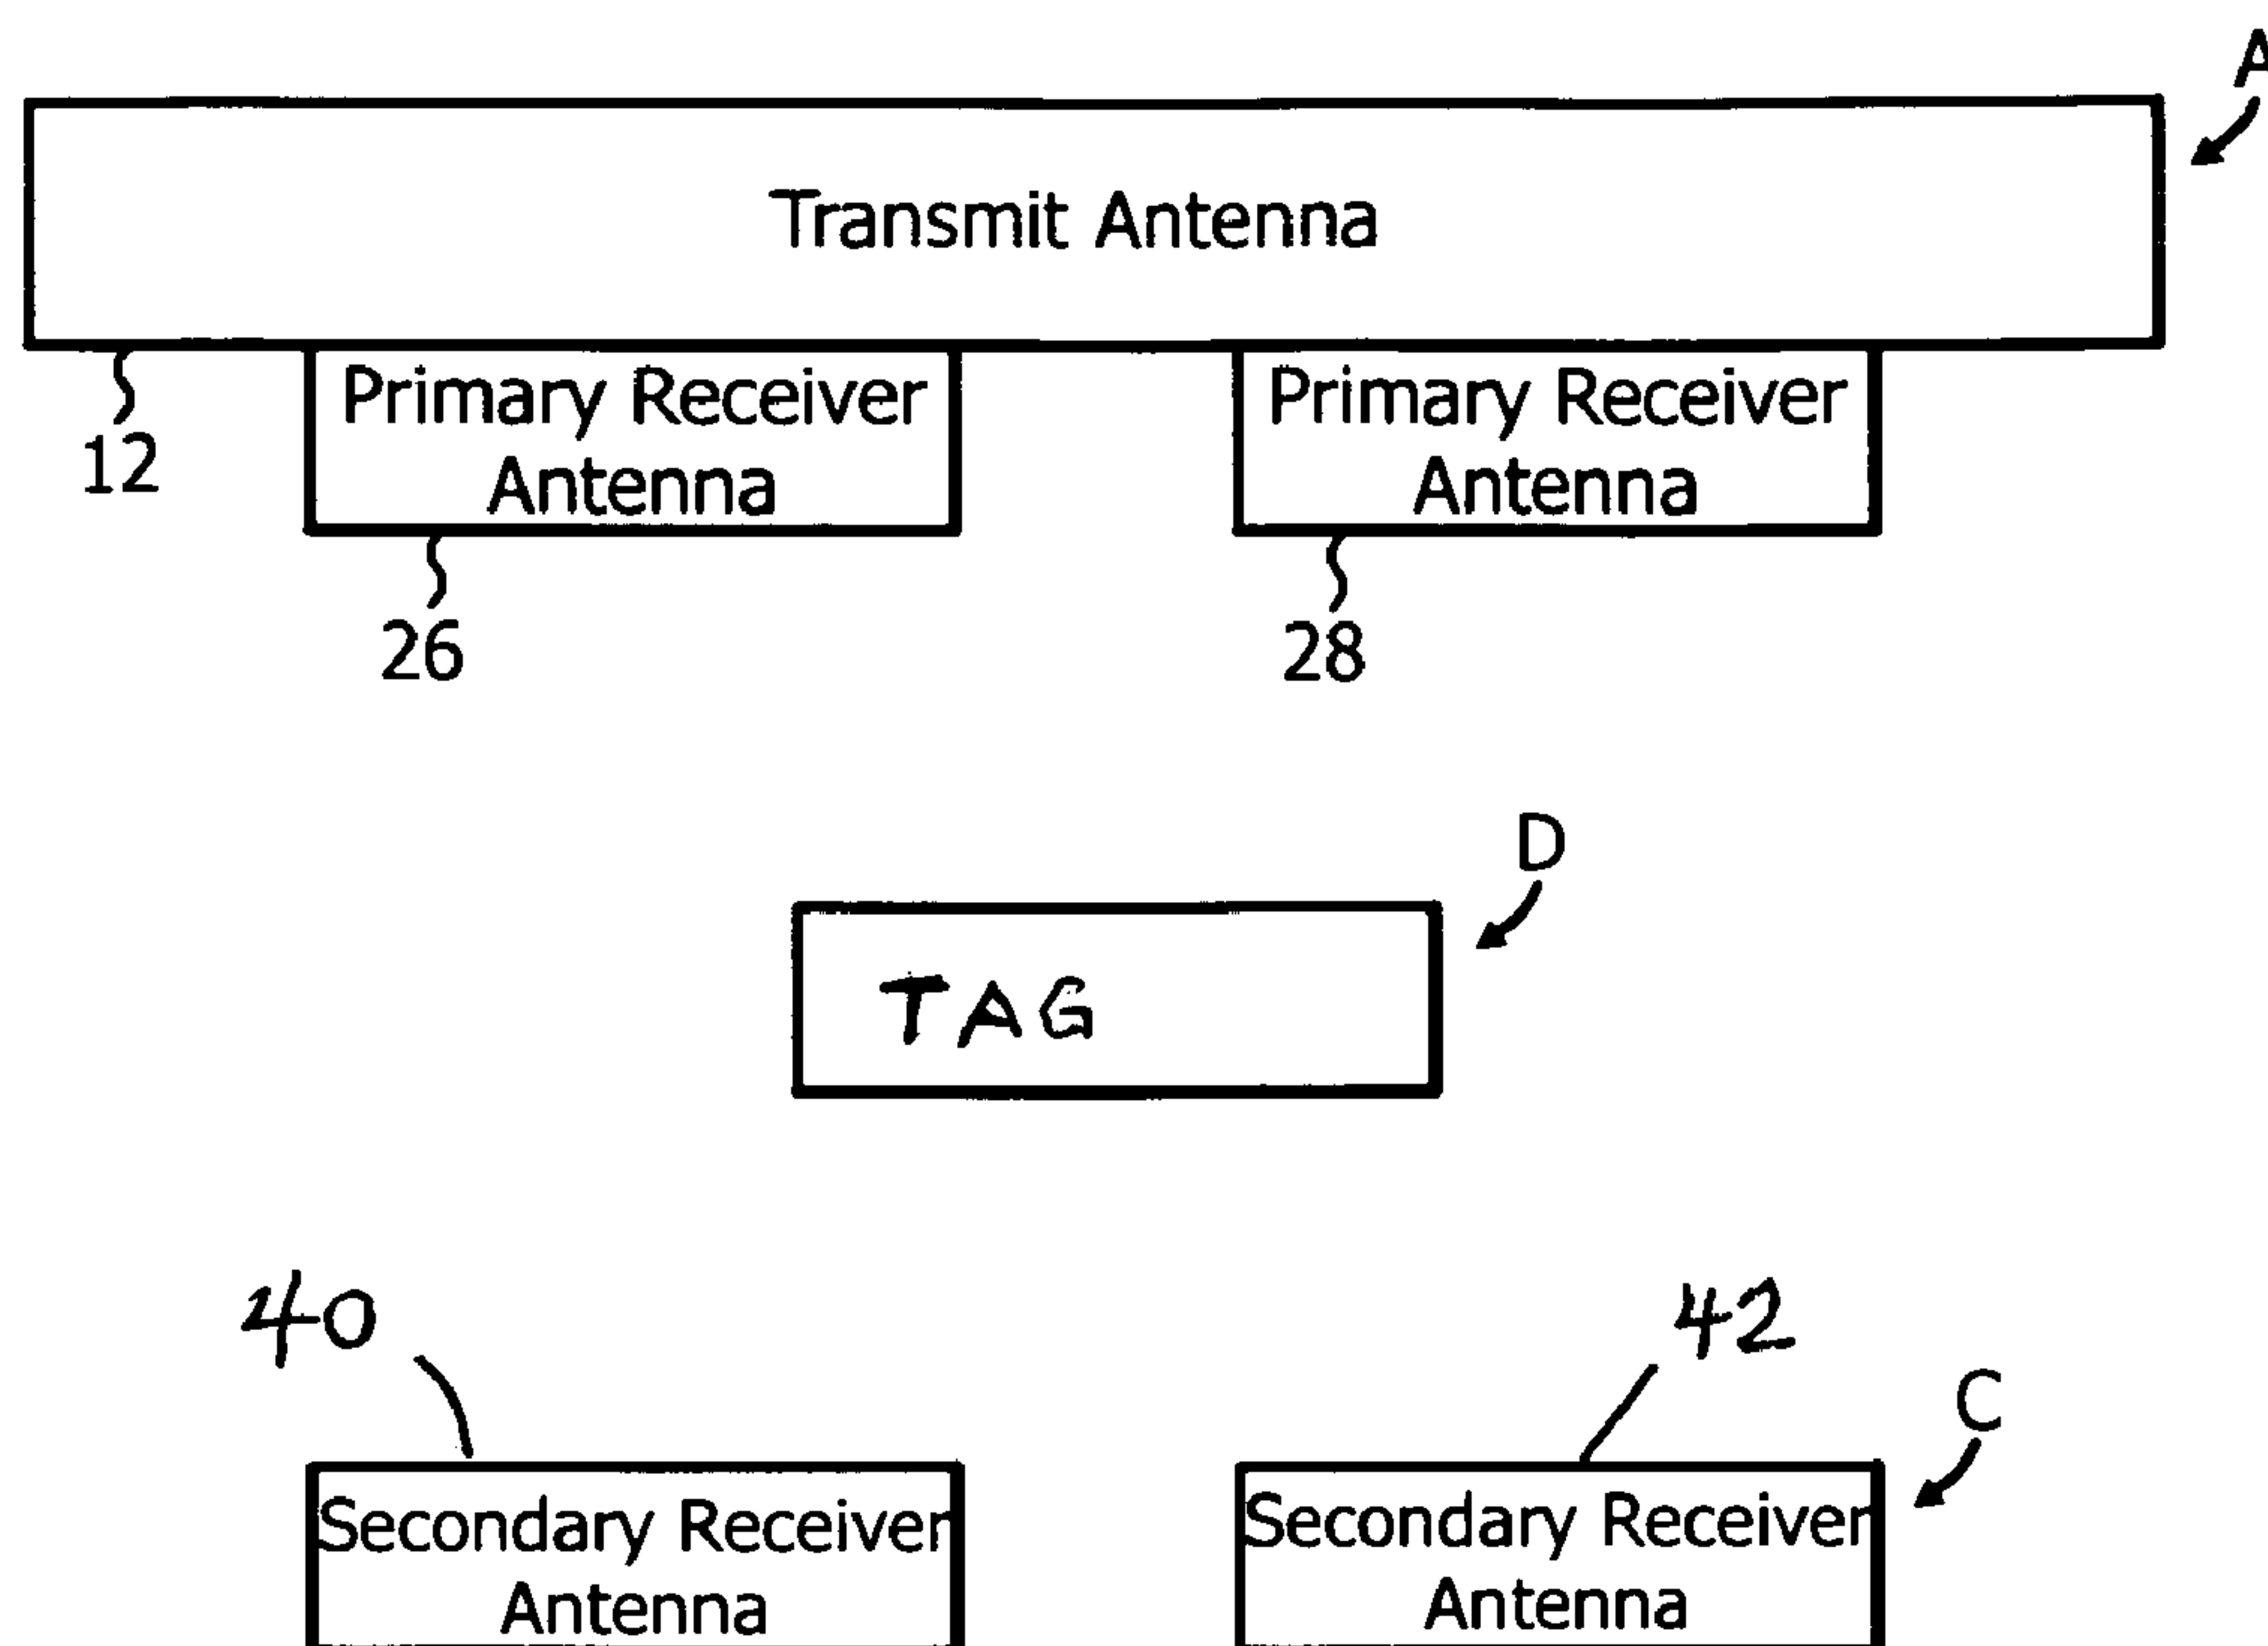 A
Transmit Antenna
Primary Receiver
Antenna
Primary Receiver
Antenna
12
26
28
D
TAG
40
42
C
Secondary Receiver
Antenna
Secondary Receiver
Antenna